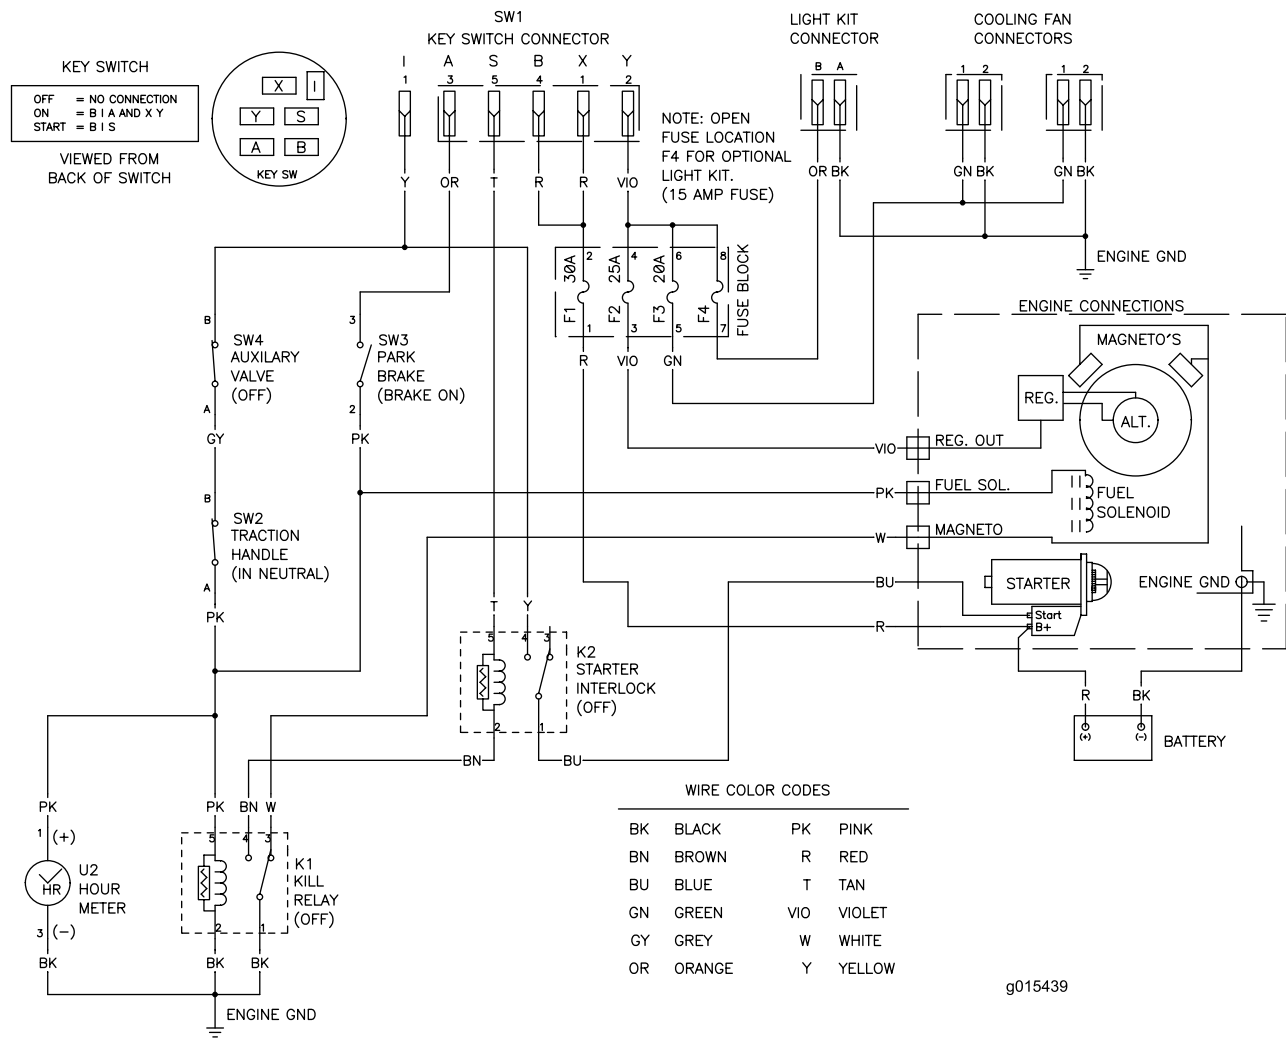 SW1
KEY SWITCH CONNECTOR
I A S B X Y
1 3 5 4 1 2
LIGHT KIT
CONNECTOR
B A
COOLING FAN
CONNECTORS
1 2
1 2
KEY SWITCH
OFF = NO CONNECTION
ON = B I A AND X Y
START = B I S
VIEWED FROM
BACK OF SWITCH
X I
Y S
A B
KEY SW
NOTE: OPEN
FUSE LOCATION
F4 FOR OPTIONAL
LIGHT KIT.
(15 AMP FUSE)
Y OR T R R VIO
OR BK
GN BK
GN BK
ENGINE GND
30A 25A 20A
2 4 6 8
F1 F2 F3 F4
1 3 5 7
FUSE BLOCK
R VIO GN
B
SW4
AUXILARY
VALVE
(OFF)
A
GY
3
SW3
PARK
BRAKE
(BRAKE ON)
2
PK
B
SW2
TRACTION
HANDLE
(IN NEUTRAL)
A
PK
ENGINE CONNECTIONS
MAGNETO'S
REG.
ALT.
VIO
REG. OUT
PK
FUEL SOL.
FUEL
SOLENOID
W
MAGNETO
BU
STARTER
ENGINE GND
Start
B+
R
R BK
(+) (-)
BATTERY
T Y
5 4 3
K2
STARTER
INTERLOCK
(OFF)
2 1
BN
BU
PK
PK BN W
1 (+)
U2
HOUR
METER
HR
3 (-)
BK
5 4 3
K1
KILL
RELAY
(OFF)
2 1
BK BK
ENGINE GND
WIRE COLOR CODES
BK BLACK PK PINK
BN BROWN R RED
BU BLUE T TAN
GN GREEN VIO VIOLET
GY GREY W WHITE
OR ORANGE Y YELLOW
g015439